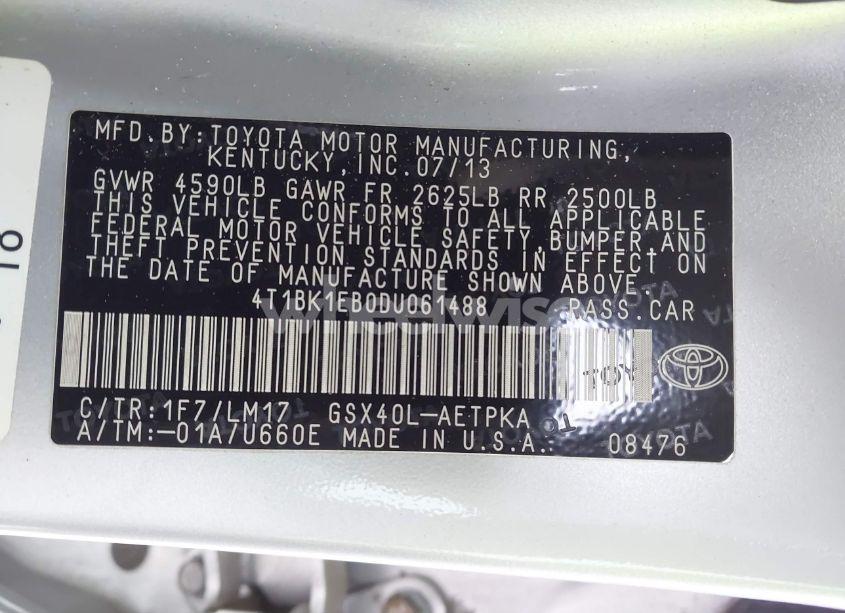 MFD. BY: TOYOTA MOTOR MANUFACTURING,
KENTUCKY, INC. 07/13
GVWR 4590LB GAWR FR 2625LB RR 2500LB
THIS VEHICLE CONFORMS TO ALL APPLICABLE
FEDERAL MOTOR VEHICLE SAFETY, BUMPER, AND
THEFT PREVENTION STANDARDS IN EFFECT ON
THE DATE OF MANUFACTURE SHOWN ABOVE.
4T1BK1EB0DU061488 PASS. CAR
wheelwise
C/TR: 1F7/LM17 GSX40L-AETPKA
A/TM: -01A/U660E MADE IN U.S.A. 08476
10